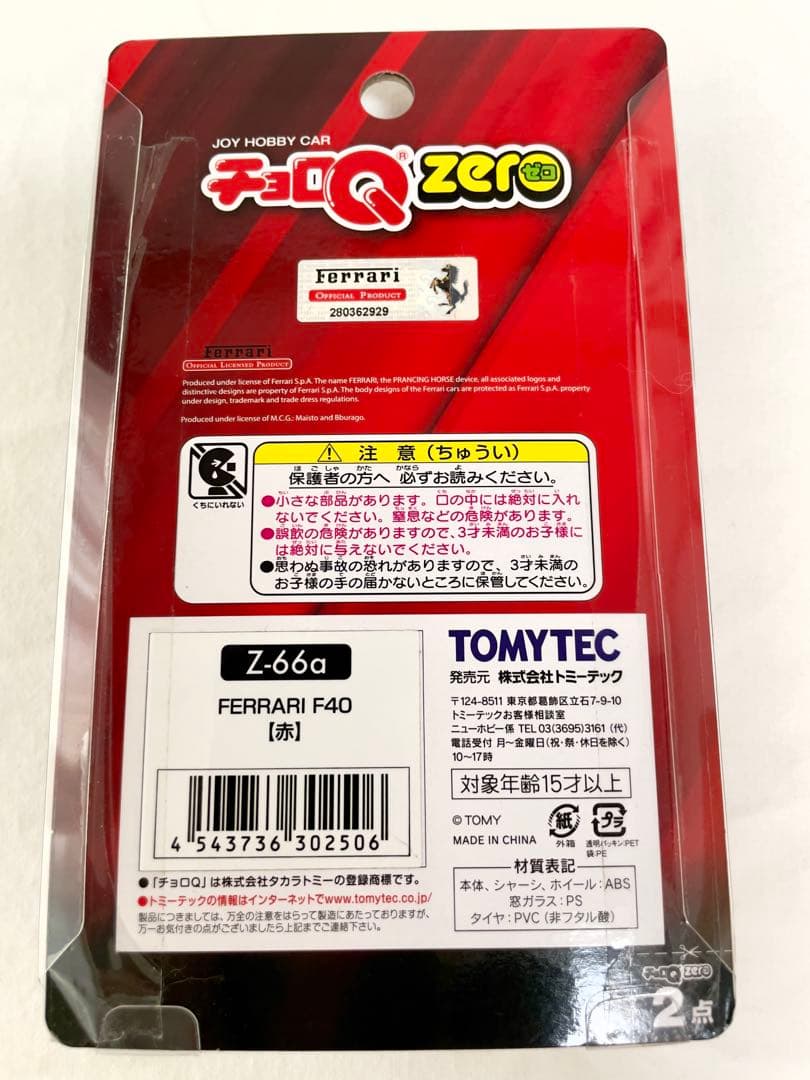 JOY HOBBY CAR
チョロQ® zero ゼロ
Ferrari
OFFICIAL PRODUCT
280362929
Ferrari
OFFICIAL LICENSED PRODUCT
Produced under license of Ferrari S.p.A. The name FERRARI, the PRANCING HORSE device, all associated logos and
distinctive designs are property of Ferrari S.p.A. The body designs of the Ferrari cars are protected as Ferrari S.p.A. property
under design, trademark and trade dress regulations.
Produced under license of M.C.G.: Maisto and Bburago.
くちにいれない
⚠ 注 意（ちゅうい）
保護者の方へ 必ずお読みください。
●小さな部品があります。口の中には絶対に入れ
ないでください。窒息などの危険があります。
●誤飲の危険がありますので、3才未満のお子様に
は絶対に与えないでください。
●思わぬ事故の恐れがありますので、3才未満の
お子様の手の届かないところに保管してください。
Z-66a
FERRARI F40
【赤】
4 543736 302506
●「チョロQ」は株式会社タカラトミーの登録商標です。
●トミーテックの情報はインターネットでwww.tomytec.co.jp/
製品につきましては、万全の注意をはらって製造にあたっておりますが、
万一お気付きの点がございましたら上記までご連絡下さい。
TOMYTEC
発売元 株式会社トミーテック
〒124-8511 東京都葛飾区立石7-9-10
トミーテックお客様相談室
ニューホビー係 TEL 03(3695)3161（代）
電話受付 月～金曜日（祝・祭・休日を除く）
10～17時
対象年齢15才以上
© TOMY
MADE IN CHINA
紙
外箱
プラ
透明パッキン:PET
袋:PE
材質表記
本体、シャーシ、ホイール：ABS
窓ガラス：PS
タイヤ：PVC（非フタル酸）
チョロQ zero
2点